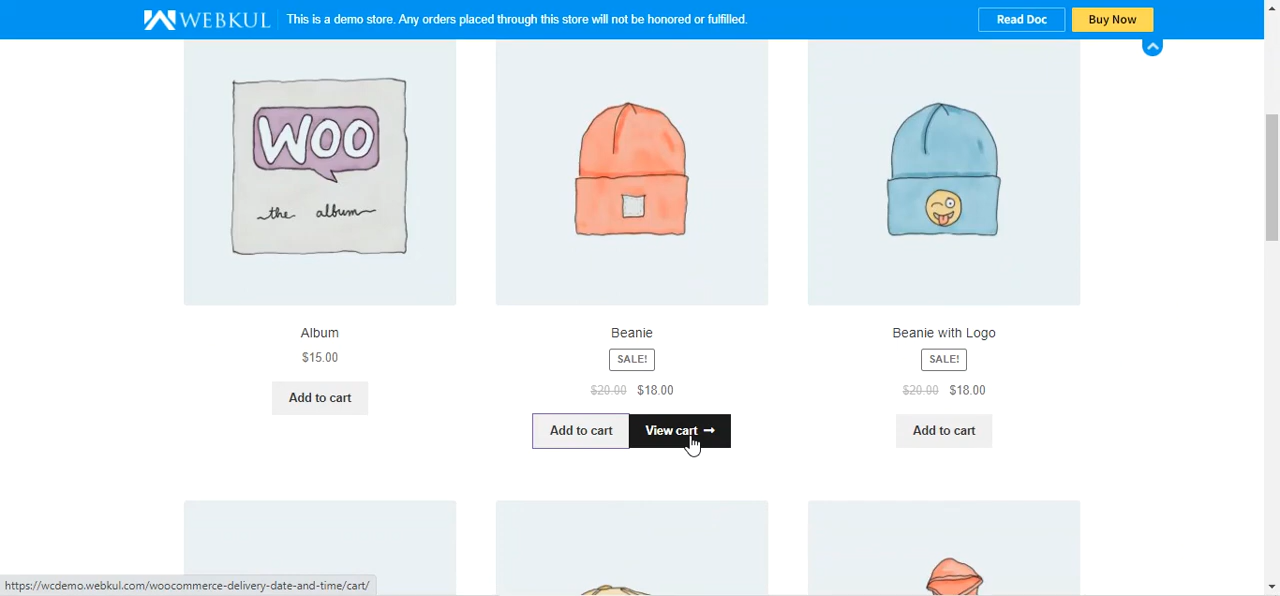 WEBKUL This is a demo store. Any orders placed through this store will not be honored or fulfilled. Read Doc Buy Now
WOO
the album
Album
$15.00
Add to cart
Beanie
SALE!
$20.00 $18.00
Add to cart View cart →
Beanie with Logo
SALE!
$20.00 $18.00
Add to cart
https://wcdemo.webkul.com/woocommerce-delivery-date-and-time/cart/